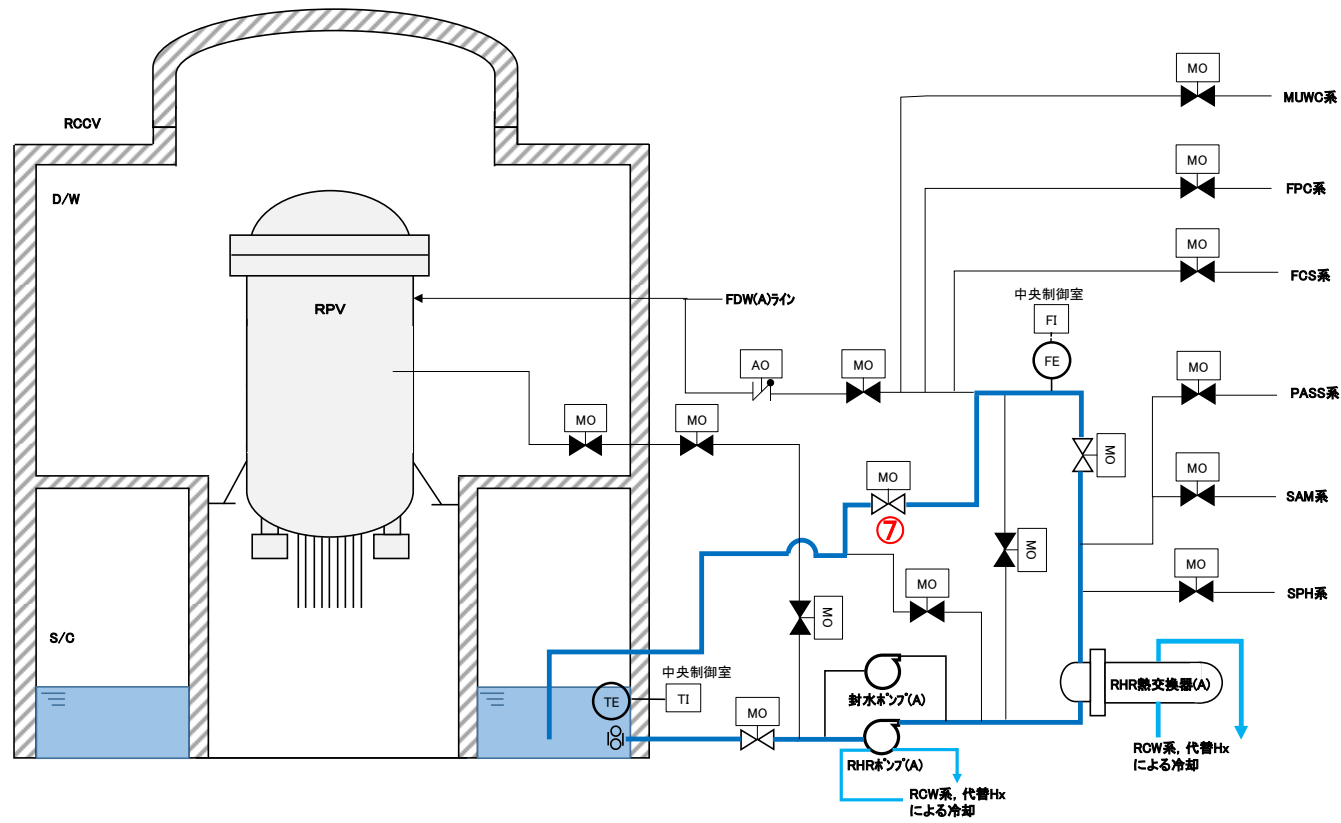 MO
MUWC系
RCCV
MO
FPC系
D/W
MO
FCS系
中央制御室
FDW(A)ライン
RPV
FI
AO
MO
FE
MO
PASS系
MO
MO
MO
MO
MO
SAM系
⑦
MO
MO
MO
SPH系
MO
S/C
中央制御室
TE
TI
封水ポンプ(A)
RHR熱交換器(A)
MO
RHRポンプ(A)
RCW系, 代替Hx
による冷却
RCW系, 代替Hx
による冷却